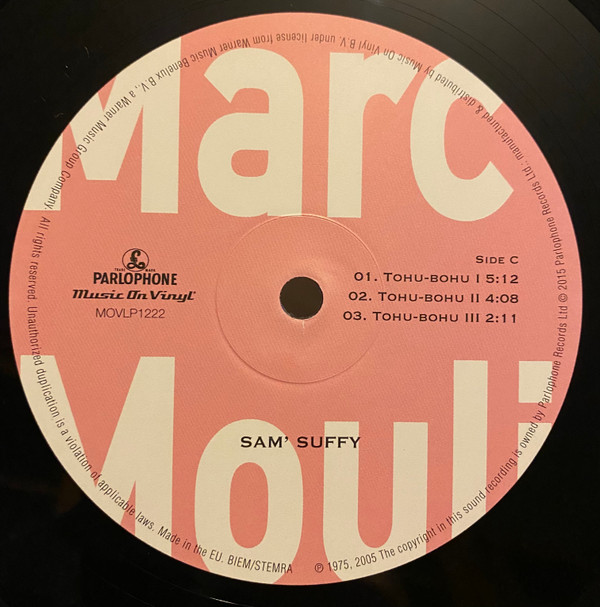 Marc
Mouli
TRADE MARK
PARLOPHONE
Music On Vinyl
MOVLP1222
SIDE C
01. TOHU-BOHU I 5:12
02. TOHU-BOHU II 4:08
03. TOHU-BOHU III 2:11
SAM' SUFFY
℗ 1975, 2005 The copyright in this sound recording is owned by Parlophone Records Ltd © 2015 Parlophone Records Ltd., manufactured & distributed by Music On Vinyl B.V. under license from Warner Music Benelux B.V., a Warner Music Group Company. All rights reserved. Unauthorized duplication is a violation of applicable laws. Made in the EU. BIEM/STEMRA